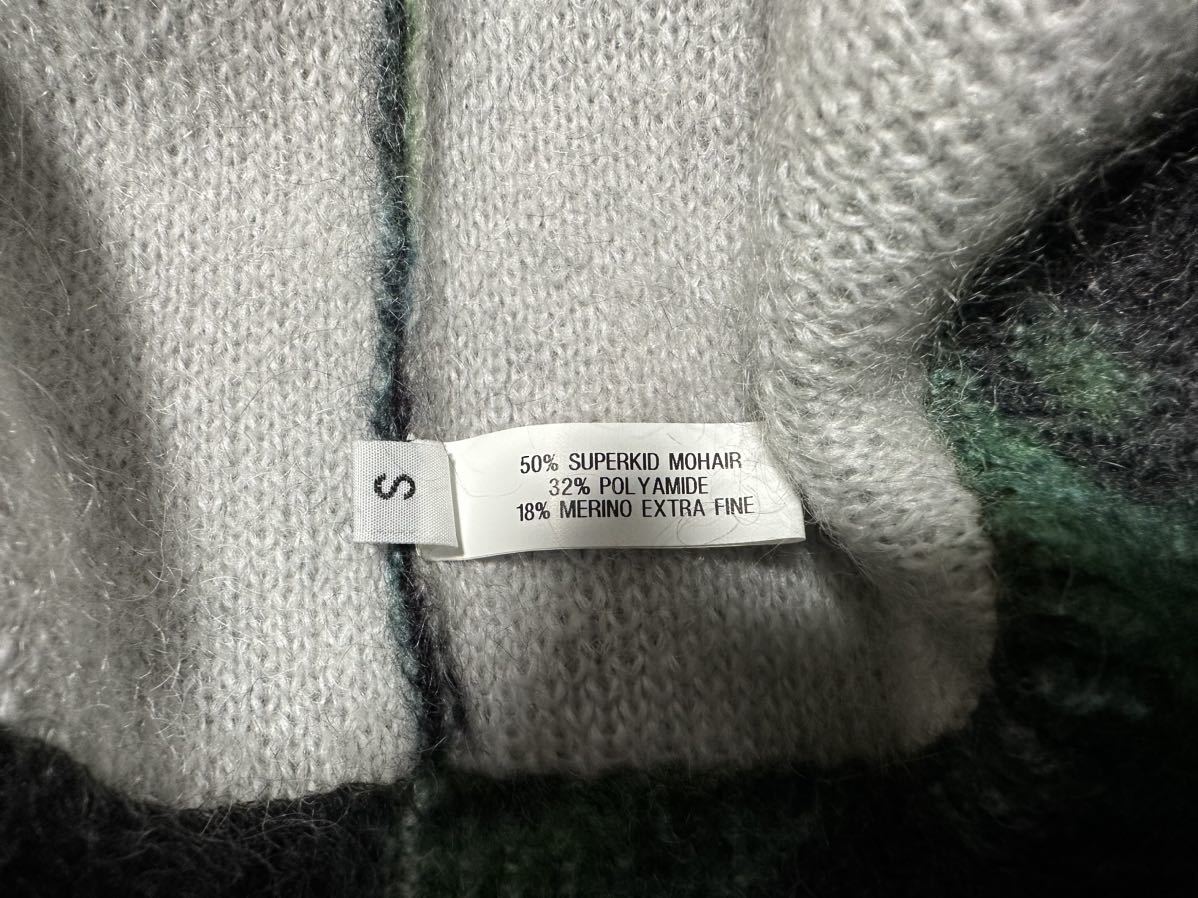 S
50% SUPERKID MOHAIR
32% POLYAMIDE
18% MERINO EXTRA FINE